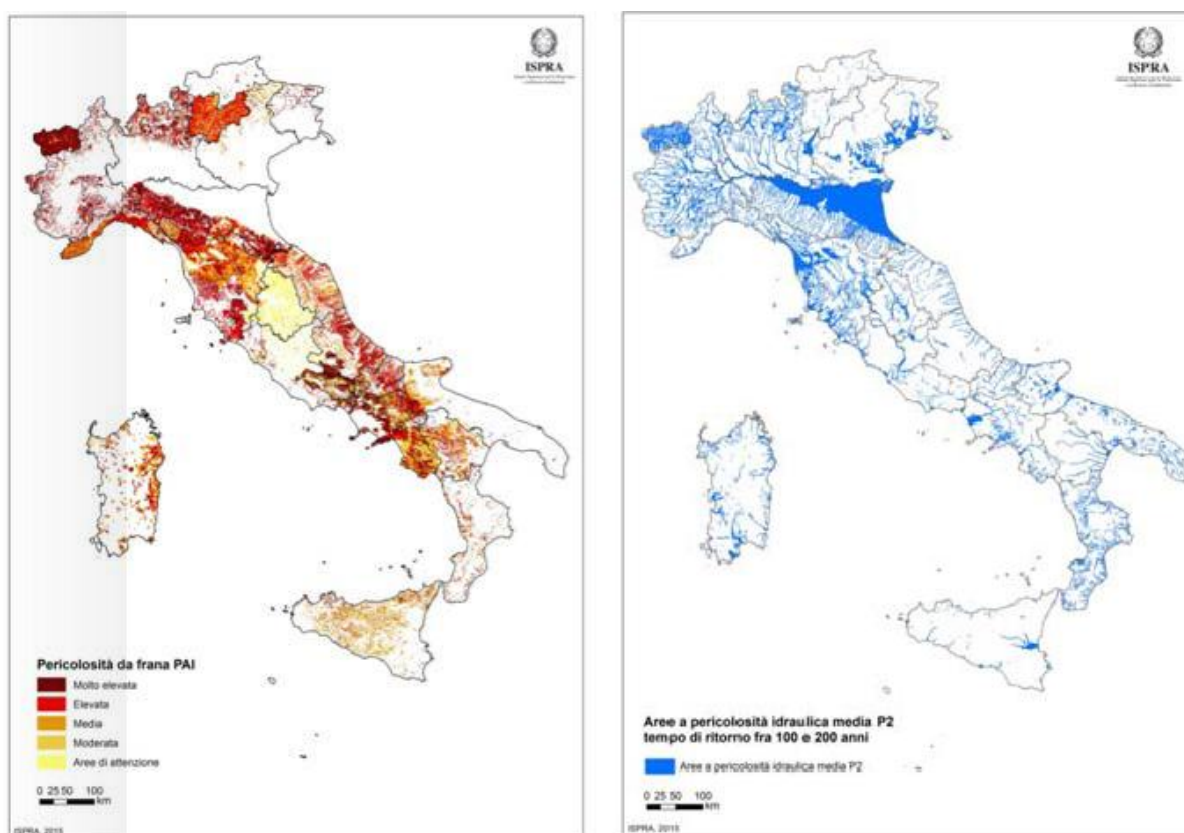 ISPRA
Pericolosità da frana PAI
Molto elevata
Elevata
Media
Moderata
Aree di attenzione
0 25 50 100
km
ISPRA, 2015
ISPRA
Aree a pericolosità idraulica media P2
tempo di ritorno fra 100 e 200 anni
Aree a pericolosità idraulica media P2
0 25 50 100
km
ISPRA, 2015